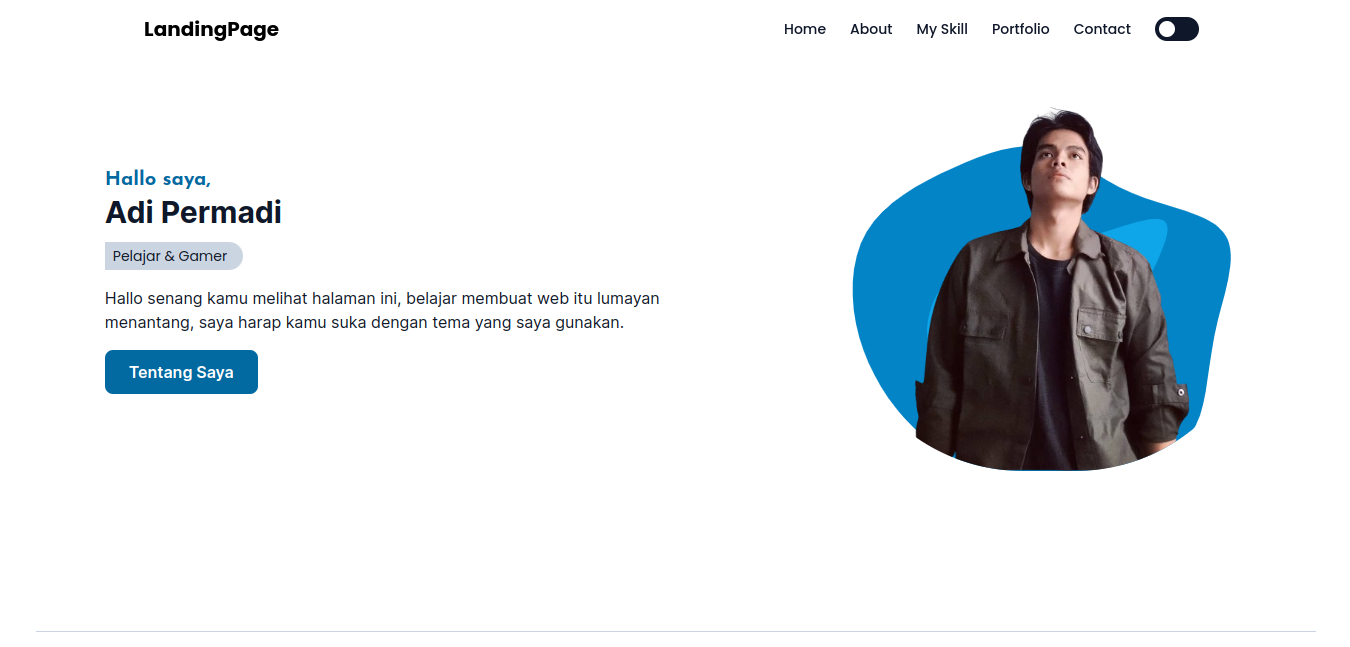 LandingPage
Home About My Skill Portfolio Contact
Hallo saya,
Adi Permadi
Pelajar & Gamer
Hallo senang kamu melihat halaman ini, belajar membuat web itu lumayan
menantang, saya harap kamu suka dengan tema yang saya gunakan.
Tentang Saya